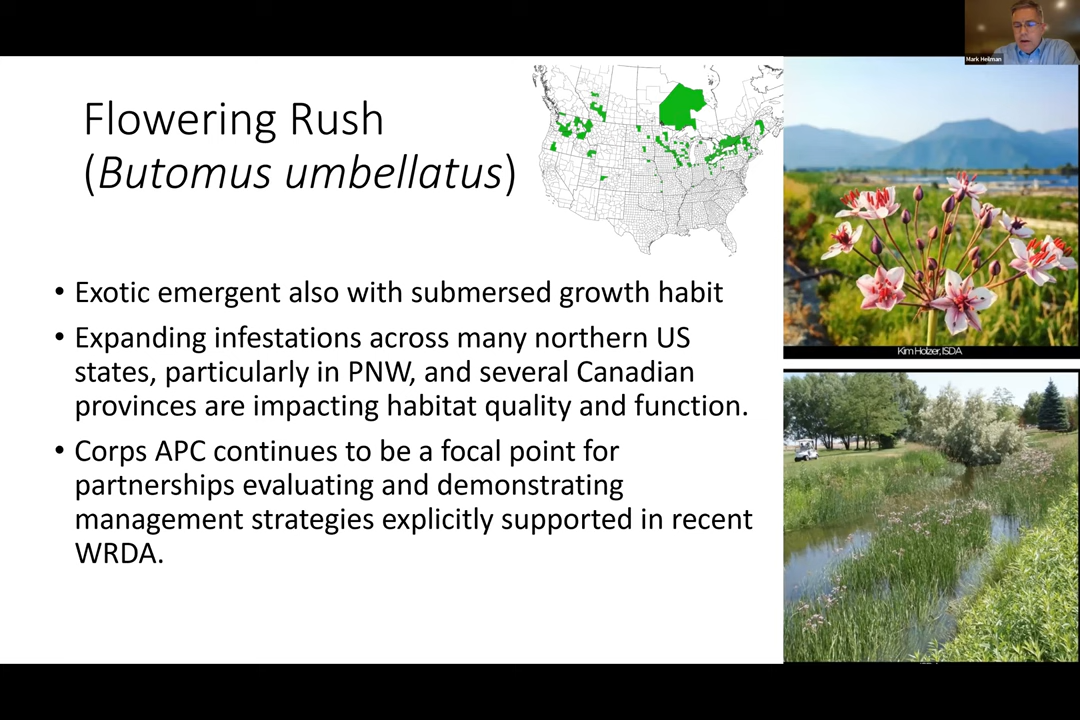 Mark Heilman
Flowering Rush
(Butomus umbellatus)
• Exotic emergent also with submersed growth habit
• Expanding infestations across many northern US
states, particularly in PNW, and several Canadian
provinces are impacting habitat quality and function.
• Corps APC continues to be a focal point for
partnerships evaluating and demonstrating
management strategies explicitly supported in recent
WRDA.
Kim Holzer, ISDA